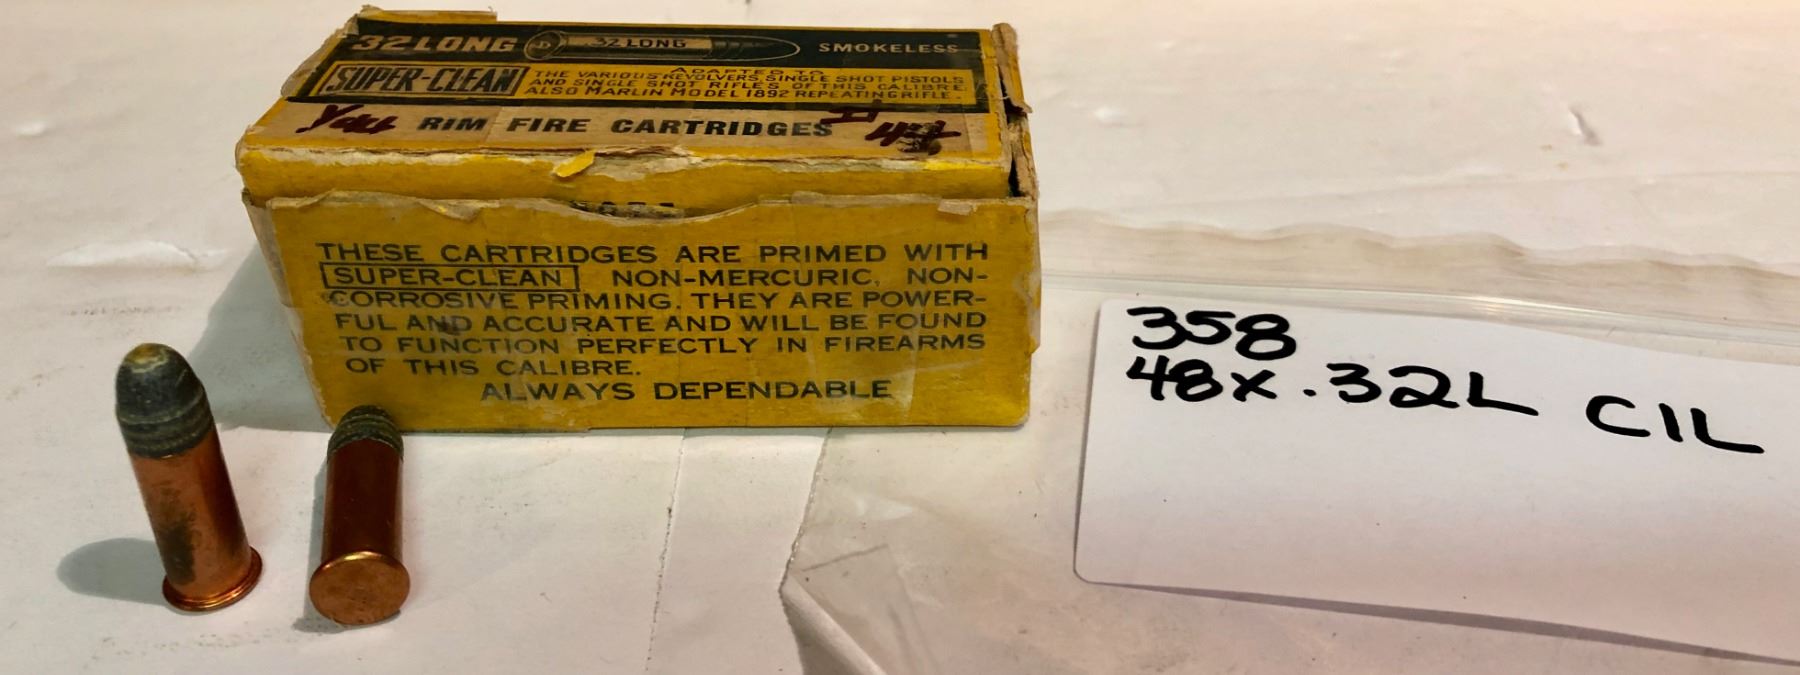 32 LONG 32 LONG SMOKELESS
SUPER-CLEAN
ADAPTED TO
THE VARIOUS REVOLVERS, SINGLE SHOT PISTOLS
AND SINGLE SHOT RIFLES OF THIS CALIBRE.
ALSO MARLIN MODEL 1892 REPEATING RIFLE.
RIM FIRE CARTRIDGES
THESE CARTRIDGES ARE PRIMED WITH
SUPER-CLEAN NON-MERCURIC, NON-
CORROSIVE PRIMING. THEY ARE POWER-
FUL AND ACCURATE AND WILL BE FOUND
TO FUNCTION PERFECTLY IN FIREARMS
OF THIS CALIBRE.
ALWAYS DEPENDABLE
358
48x .32L CIL